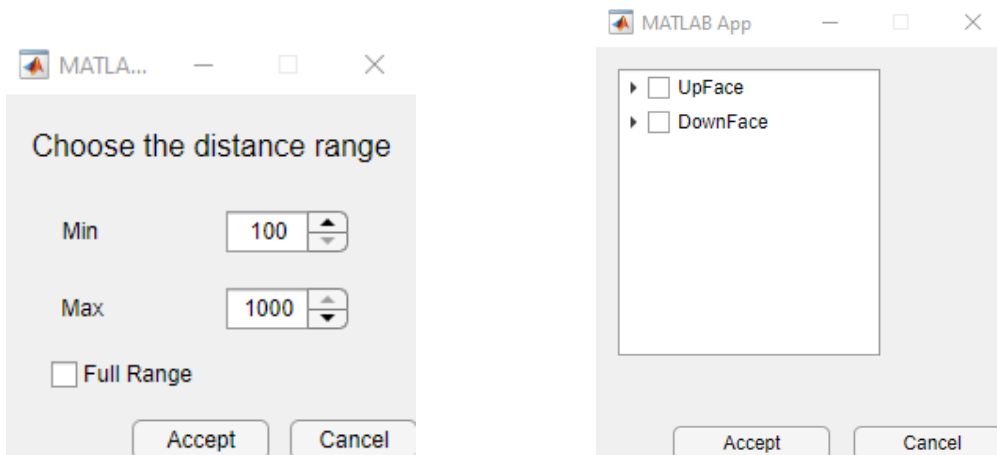 MATLA...
Choose the distance range
Min 100
Max 1000
Full Range
Accept Cancel
MATLAB App
UpFace
DownFace
Accept Cancel